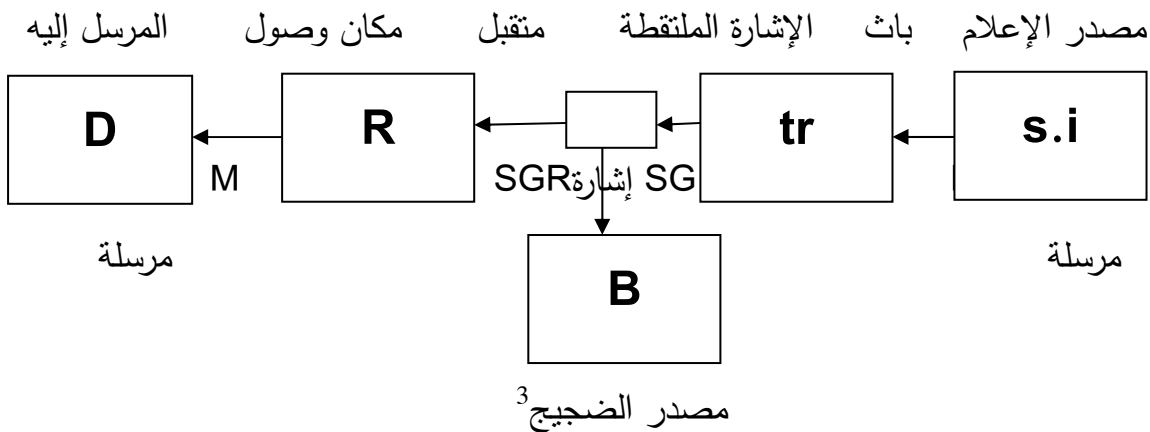 مصدر الإعلام باث الإشارة الملتقطة متقبل مكان وصول المرسل إليه
s.i tr R D
SG إشارة SGR M
مرسلة مرسلة
B
مصدر الضجيج3